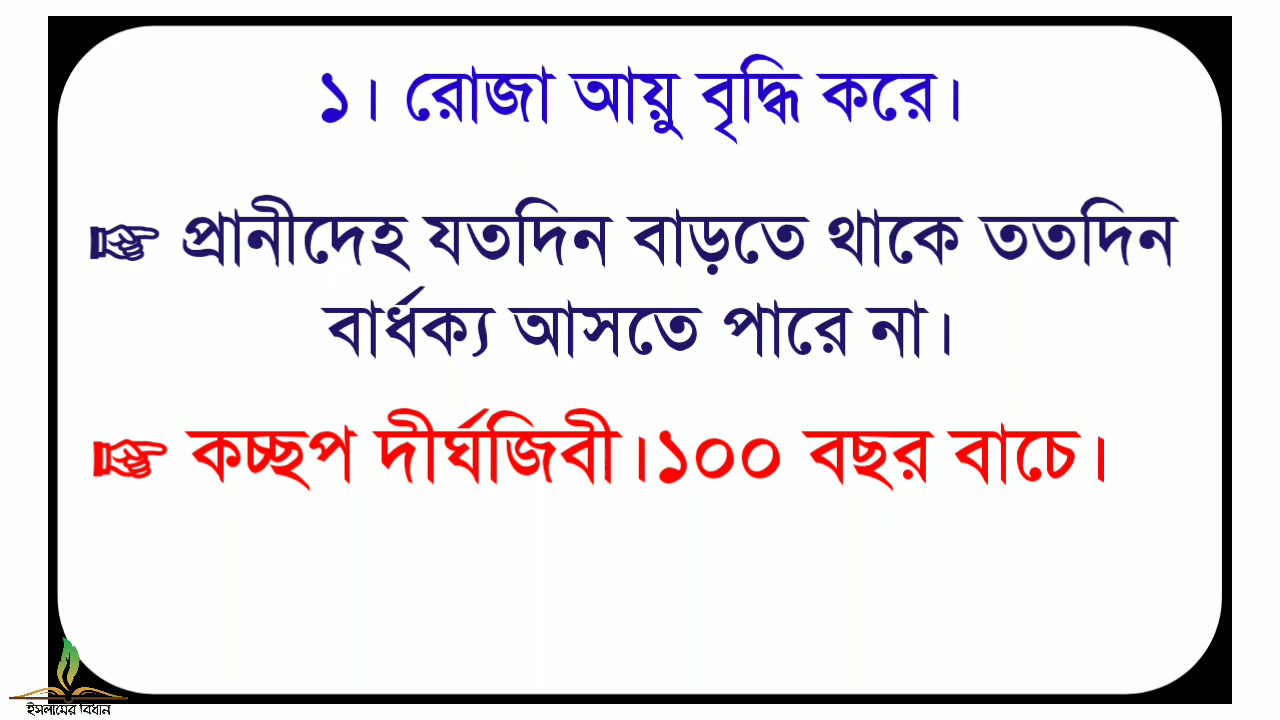 ১। রোজা আয়ু বৃদ্ধি করে।
☞ প্রানীদেহ যতদিন বাড়তে থাকে ততদিন
বার্ধক্য আসতে পারে না।
☞ কচ্ছপ দীর্ঘজিবী।১০০ বছর বাচে।
ইসলামের বিধান